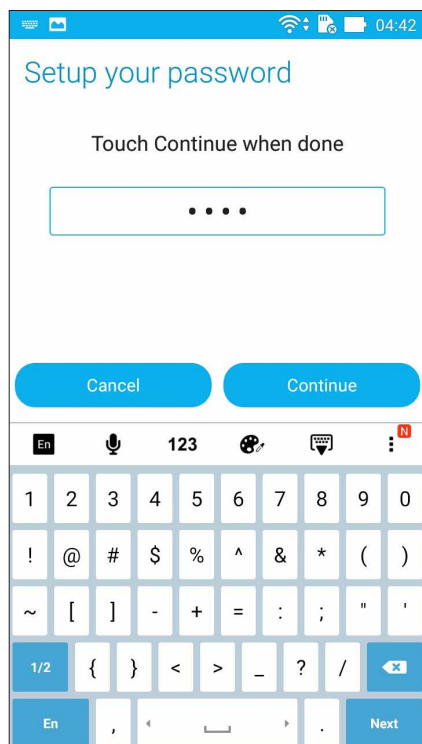 04:42
Setup your password
Touch Continue when done
••••
Cancel Continue
En 123 N
1 2 3 4 5 6 7 8 9 0
! @ # $ % ^ & * ( )
~ [ ] - + = : ; " '
1/2 { } < > _ ? /
En , . Next